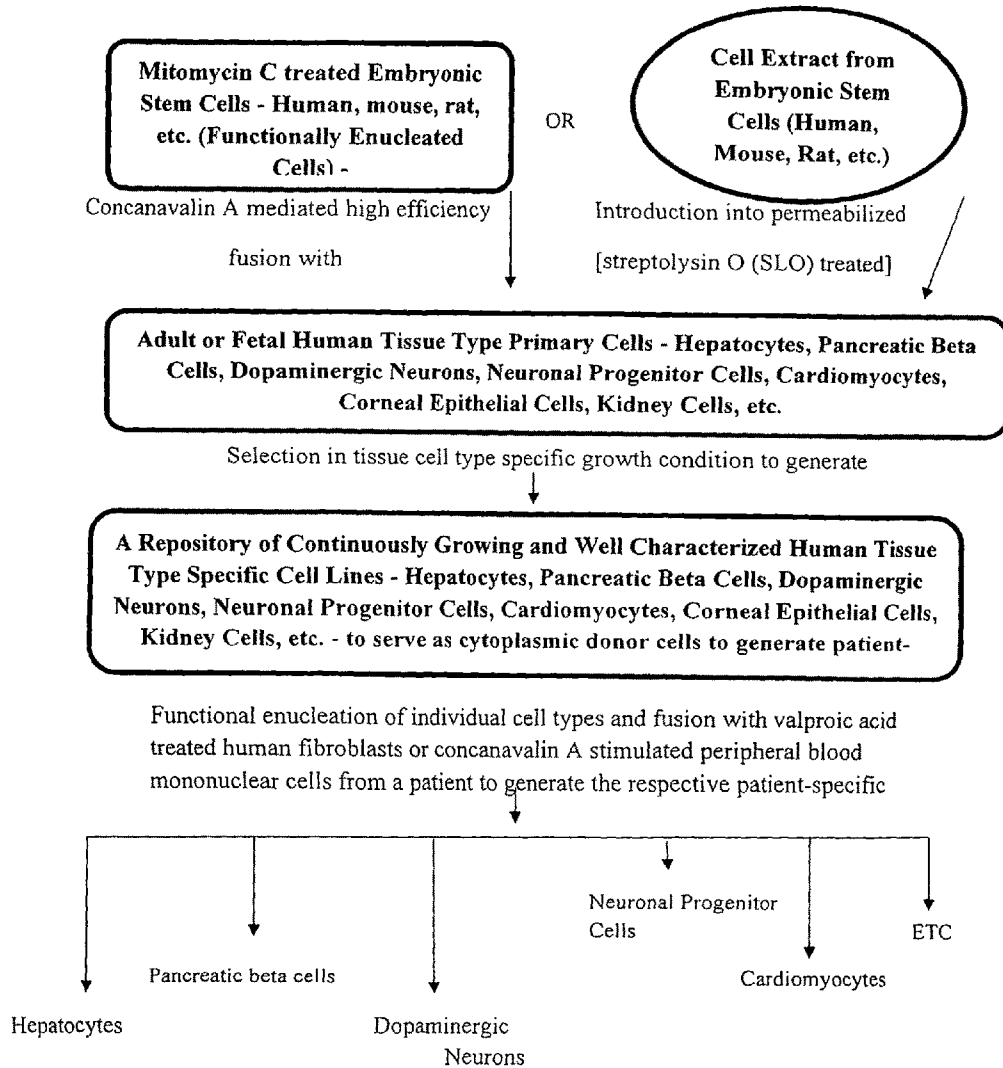 Mitomycin C treated Embryonic
Stem Cells - Human, mouse, rat,
etc. (Functionally Enucleated
Cells) -
OR
Cell Extract from
Embryonic Stem
Cells (Human,
Mouse, Rat, etc.)
Concanavalin A mediated high efficiency
fusion with
Introduction into permeabilized
[streptolysin O (SLO) treated]
Adult or Fetal Human Tissue Type Primary Cells - Hepatocytes, Pancreatic Beta
Cells, Dopaminergic Neurons, Neuronal Progenitor Cells, Cardiomyocytes,
Corneal Epithelial Cells, Kidney Cells, etc.
Selection in tissue cell type specific growth condition to generate
A Repository of Continuously Growing and Well Characterized Human Tissue
Type Specific Cell Lines - Hepatocytes, Pancreatic Beta Cells, Dopaminergic
Neurons, Neuronal Progenitor Cells, Cardiomyocytes, Corneal Epithelial Cells,
Kidney Cells, etc. - to serve as cytoplasmic donor cells to generate patient-
Functional enucleation of individual cell types and fusion with valproic acid
treated human fibroblasts or concanavalin A stimulated peripheral blood
mononuclear cells from a patient to generate the respective patient-specific
Neuronal Progenitor
Cells
ETC
Pancreatic beta cells
Cardiomyocytes
Hepatocytes
Dopaminergic
Neurons